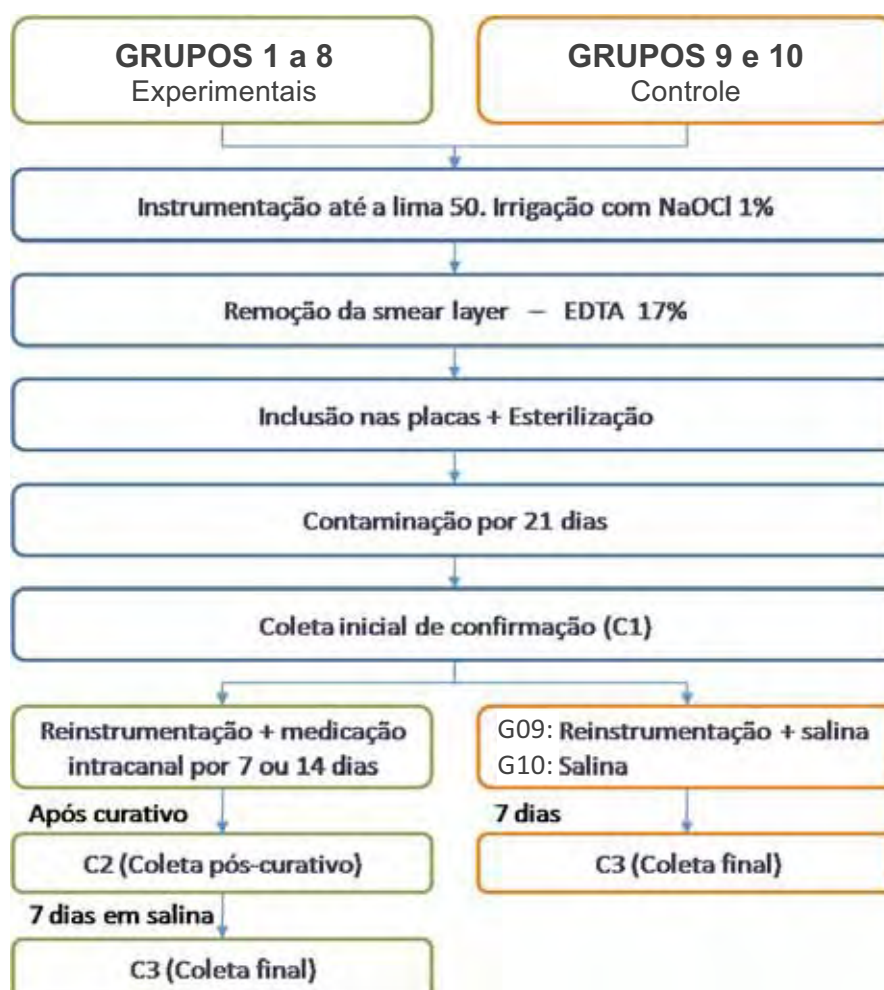 GRUPOS 1 a 8
Experimentais
GRUPOS 9 e 10
Controle
Instrumentação até a lima 50. Irrigação com NaOCl 1%
Remoção da smear layer – EDTA 17%
Inclusão nas placas + Esterilização
Contaminação por 21 dias
Coleta inicial de confirmação (C1)
Reinstrumentação + medicação
intracanal por 7 ou 14 dias
G09: Reinstrumentação + salina
G10: Salina
Após curativo
7 dias
C2 (Coleta pós-curativo)
C3 (Coleta final)
7 dias em salina
C3 (Coleta final)